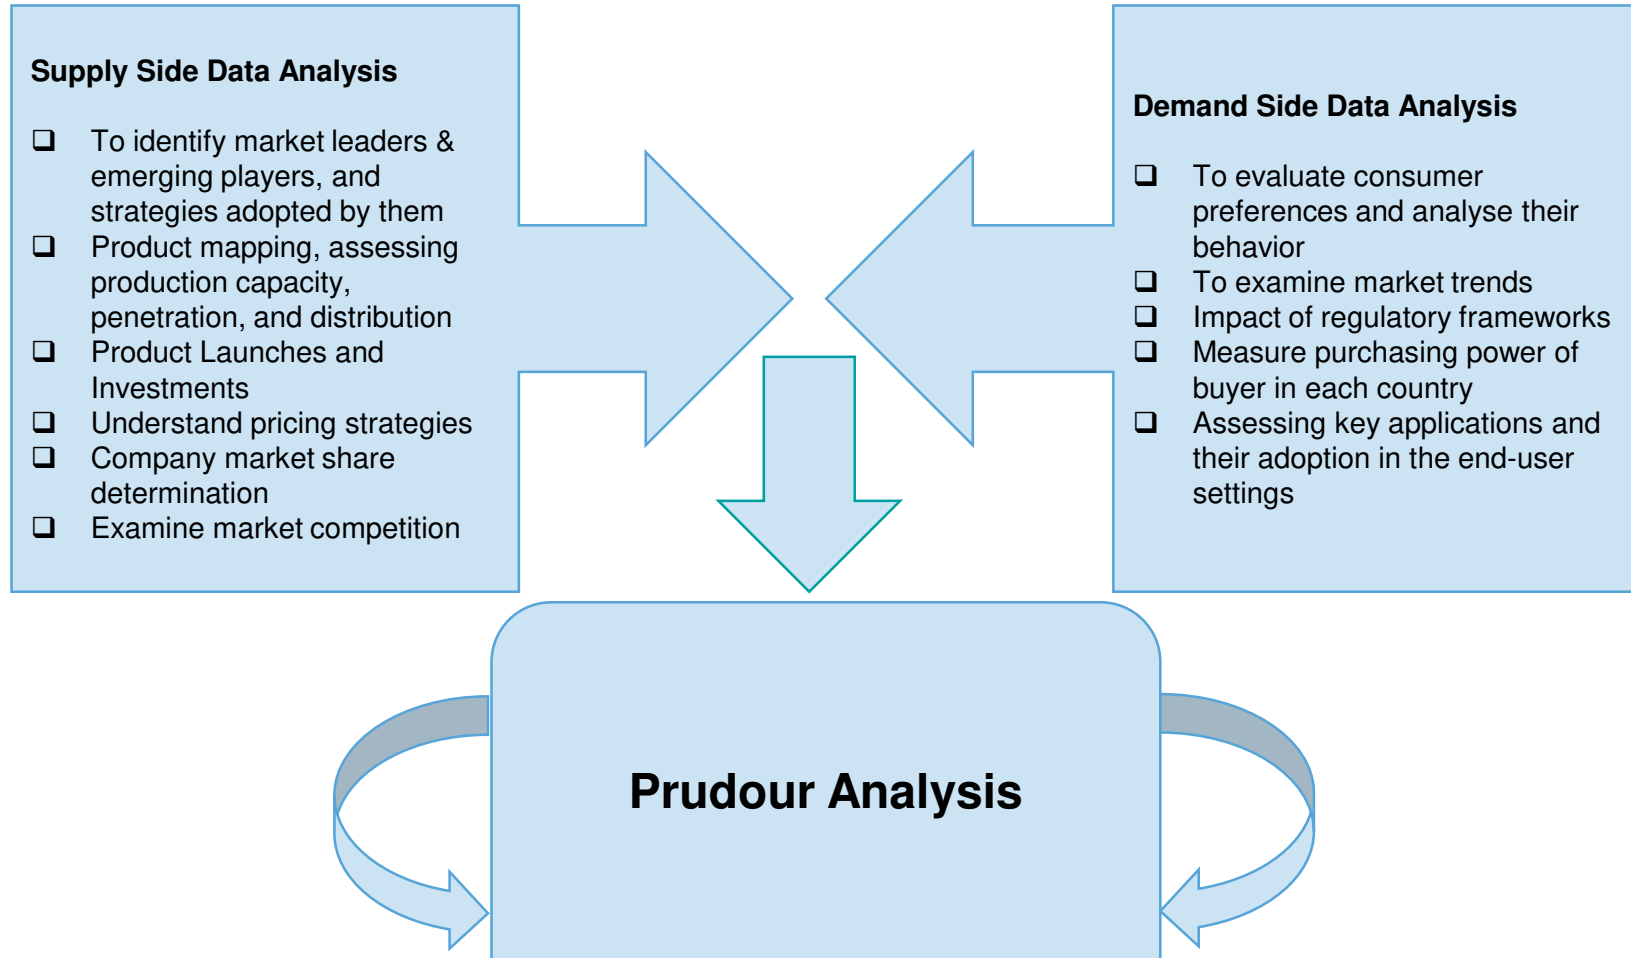 Supply Side Data Analysis
❑ To identify market leaders &
emerging players, and
strategies adopted by them
❑ Product mapping, assessing
production capacity,
penetration, and distribution
❑ Product Launches and
Investments
❑ Understand pricing strategies
❑ Company market share
determination
❑ Examine market competition
Demand Side Data Analysis
❑ To evaluate consumer
preferences and analyse their
behavior
❑ To examine market trends
❑ Impact of regulatory frameworks
❑ Measure purchasing power of
buyer in each country
❑ Assessing key applications and
their adoption in the end-user
settings
Prudour Analysis